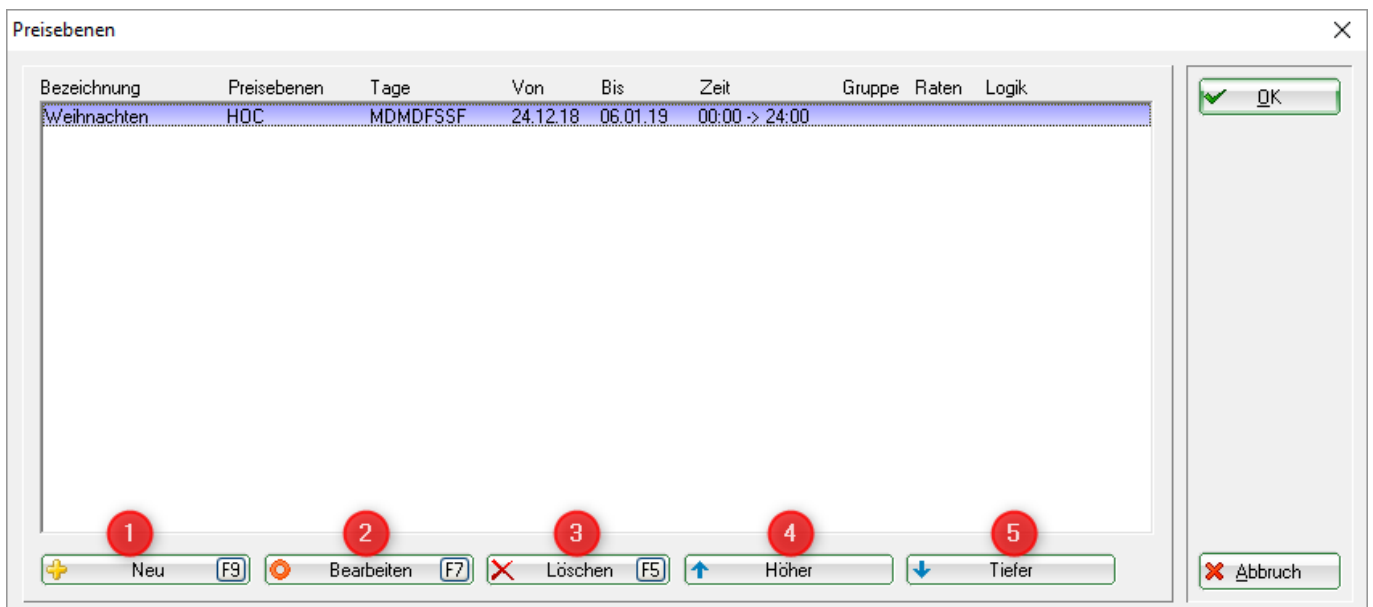 Preisebenen
Bezeichnung Preisebenen Tage Von Bis Zeit Gruppe Raten Logik
OK
Weihnachten HOC MDMDFSSF 24.12.18 06.01.19 00:00 -> 24:00
1 2 3 4 5
Neu F9 Bearbeiten F7 Löschen F5 Höher Tiefer
Abbruch